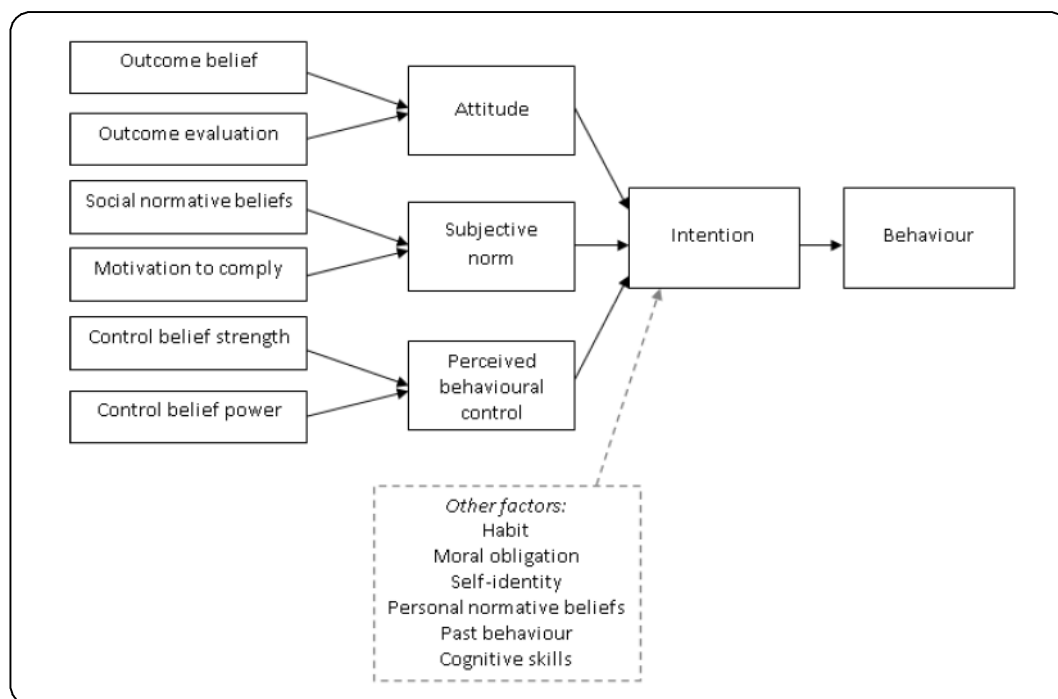 Outcome belief
Outcome evaluation
Attitude
Social normative beliefs
Motivation to comply
Subjective
norm
Control belief strength
Control belief power
Perceived
behavioural
control
Intention
Behaviour
Other factors:
Habit
Moral obligation
Self-identity
Personal normative beliefs
Past behaviour
Cognitive skills